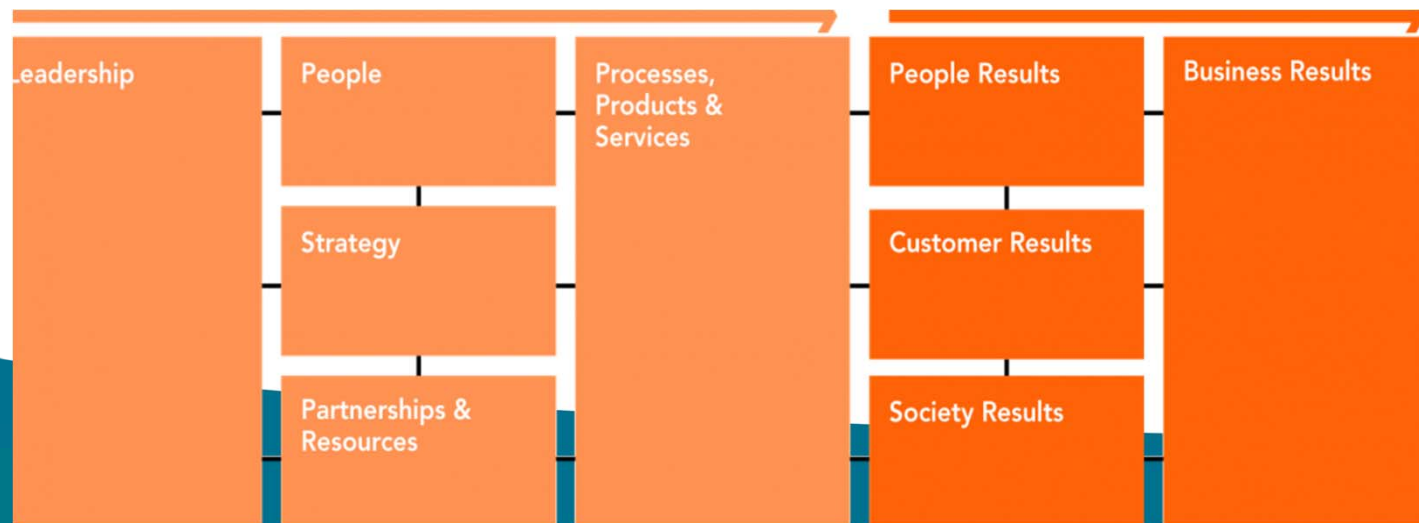 Leadership
People
Processes,
Products &
Services
People Results
Business Results
Strategy
Customer Results
Partnerships &
Resources
Society Results